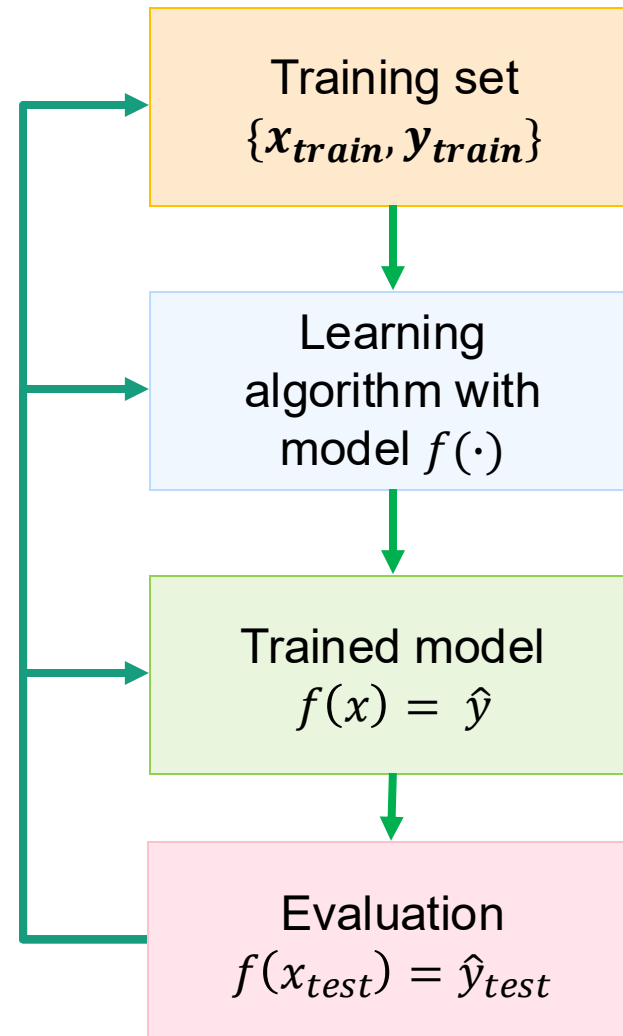 Training set
{x_train, y_train}
Learning
algorithm with
model f(·)
Trained model
f(x) = ŷ
Evaluation
f(x_test) = ŷ_test